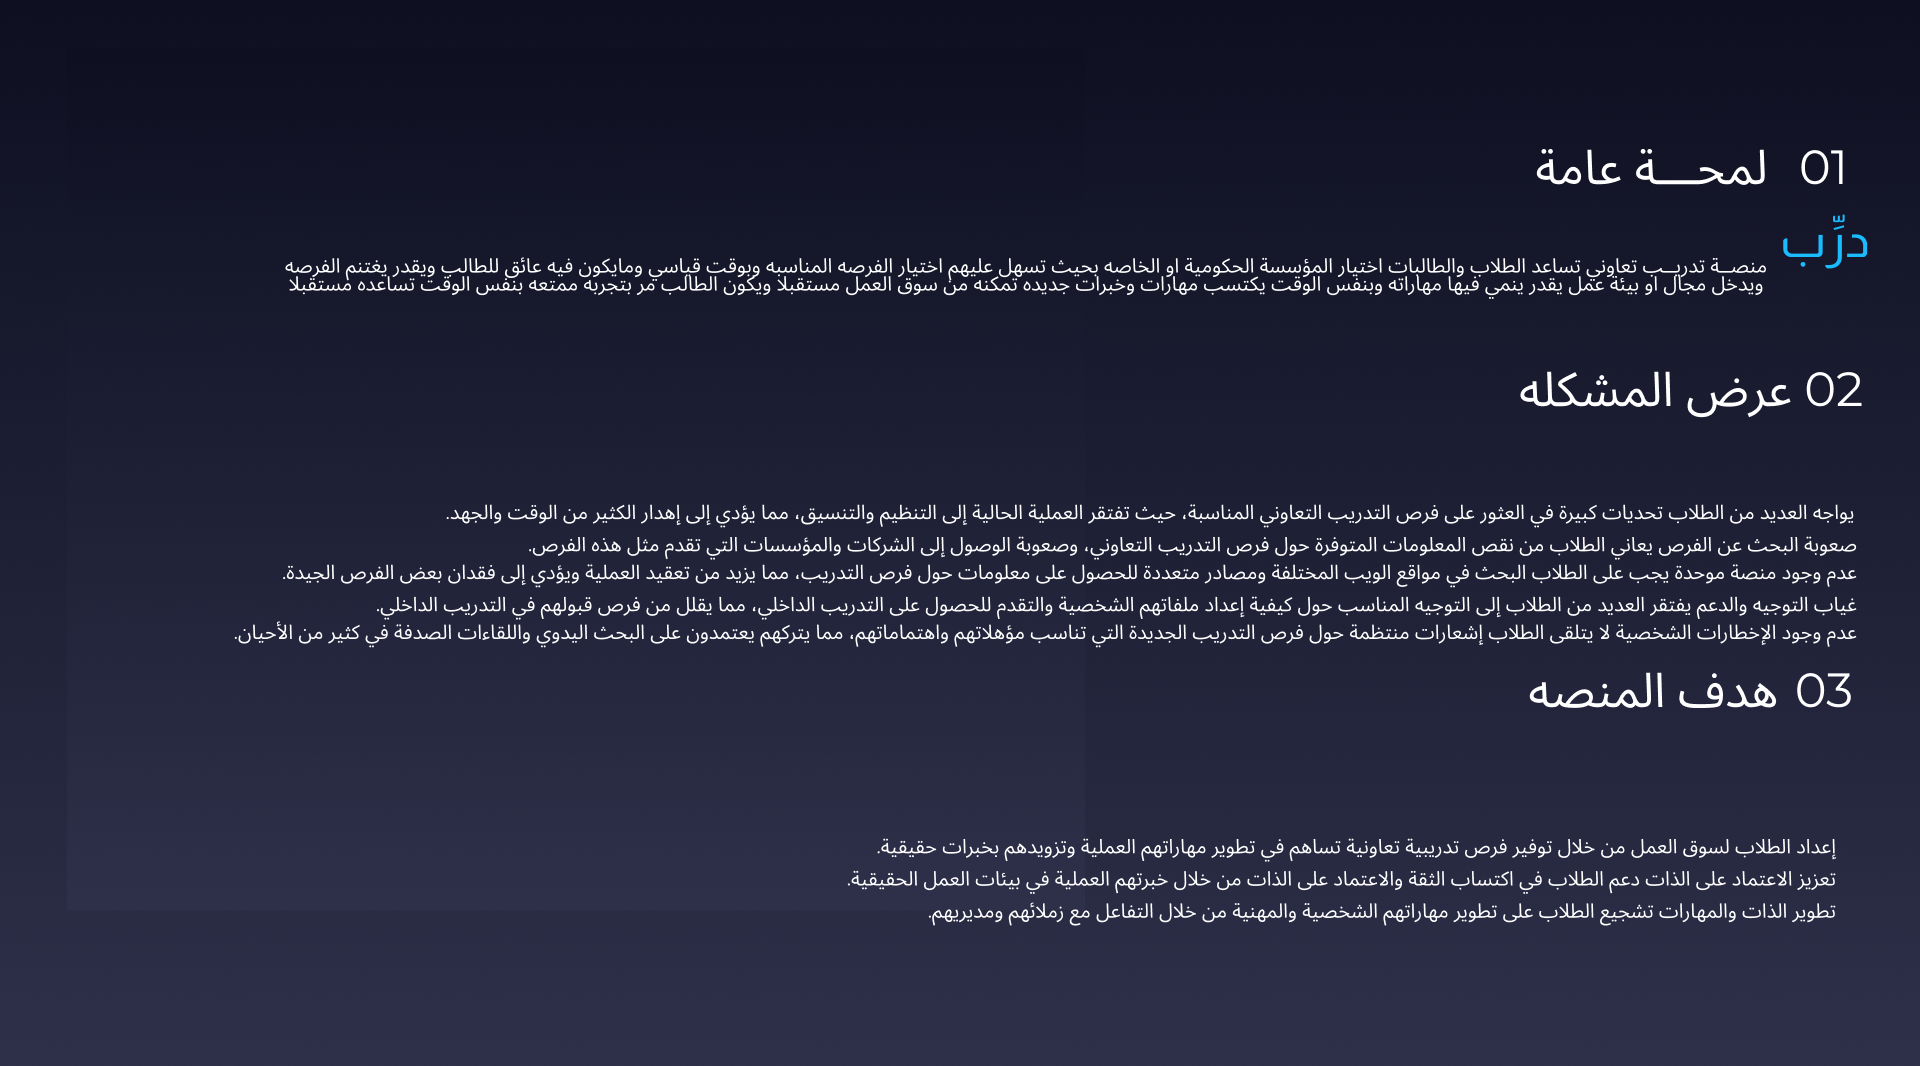 01 لمحـــة عامة
درِّب
منصــة تدريــب تعاوني تساعد الطلاب والطالبات اختيار المؤسسة الحكومية او الخاصه بحيث تسهل عليهم اختيار الفرصه المناسبه وبوقت قياسي ومايكون فيه عائق للطالب ويقدر يغتنم الفرصه
ويدخل مجال او بيئة عمل يقدر ينمي فيها مهاراته وبنفس الوقت يكتسب مهارات وخبرات جديده تمكنه من سوق العمل مستقبلا ويكون الطالب مر بتجربه ممتعه بنفس الوقت تساعده مستقبلا
02 عرض المشكله
يواجه العديد من الطلاب تحديات كبيرة في العثور على فرص التدريب التعاوني المناسبة، حيث تفتقر العملية الحالية إلى التنظيم والتنسيق، مما يؤدي إلى إهدار الكثير من الوقت والجهد.
صعوبة البحث عن الفرص يعاني الطلاب من نقص المعلومات المتوفرة حول فرص التدريب التعاوني، وصعوبة الوصول إلى الشركات والمؤسسات التي تقدم مثل هذه الفرص.
عدم وجود منصة موحدة يجب على الطلاب البحث في مواقع الويب المختلفة ومصادر متعددة للحصول على معلومات حول فرص التدريب، مما يزيد من تعقيد العملية ويؤدي إلى فقدان بعض الفرص الجيدة.
غياب التوجيه والدعم يفتقر العديد من الطلاب إلى التوجيه المناسب حول كيفية إعداد ملفاتهم الشخصية والتقدم للحصول على التدريب الداخلي، مما يقلل من فرص قبولهم في التدريب الداخلي.
عدم وجود الإخطارات الشخصية لا يتلقى الطلاب إشعارات منتظمة حول فرص التدريب الجديدة التي تناسب مؤهلاتهم واهتماماتهم، مما يتركهم يعتمدون على البحث اليدوي واللقاءات الصدفة في كثير من الأحيان.
03 هدف المنصه
إعداد الطلاب لسوق العمل من خلال توفير فرص تدريبية تعاونية تساهم في تطوير مهاراتهم العملية وتزويدهم بخبرات حقيقية.
تعزيز الاعتماد على الذات دعم الطلاب في اكتساب الثقة والاعتماد على الذات من خلال خبرتهم العملية في بيئات العمل الحقيقية.
تطوير الذات والمهارات تشجيع الطلاب على تطوير مهاراتهم الشخصية والمهنية من خلال التفاعل مع زملائهم ومديريهم.